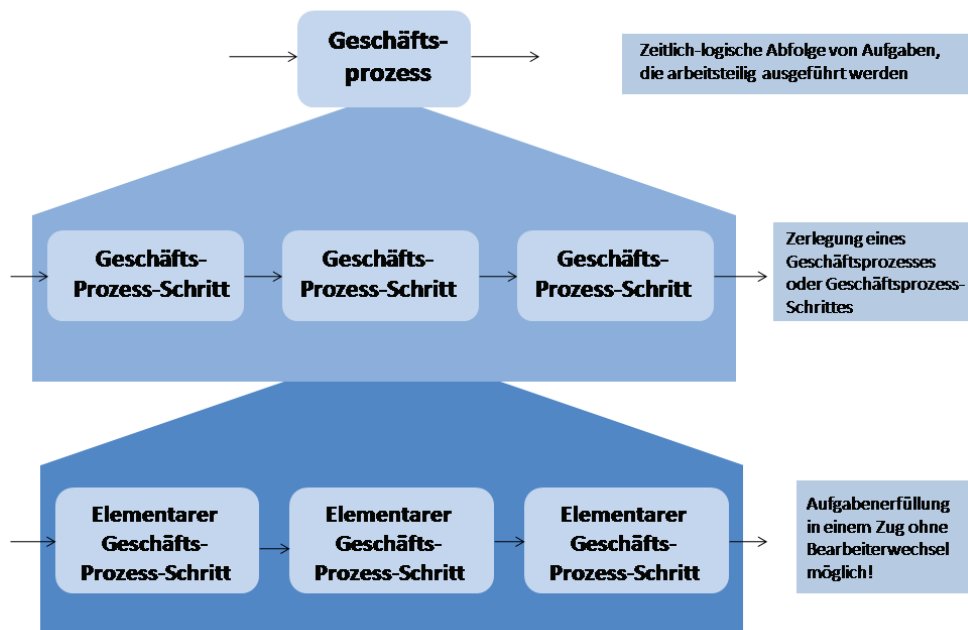 Geschäfts-
prozess
Zeitlich-logische Abfolge von Aufgaben,
die arbeitsteilig ausgeführt werden
Geschäfts-
Prozess-Schritt
Geschäfts-
Prozess-Schritt
Geschäfts-
Prozess-Schritt
Zerlegung eines
Geschäftsprozesses
oder Geschäftsprozess-
Schrittes
Elementarer
Geschäfts-
Prozess-Schritt
Elementarer
Geschäfts-
Prozess-Schritt
Elementarer
Geschäfts-
Prozess-Schritt
Aufgabenerfüllung
in einem Zug ohne
Bearbeiterwechsel
möglich!